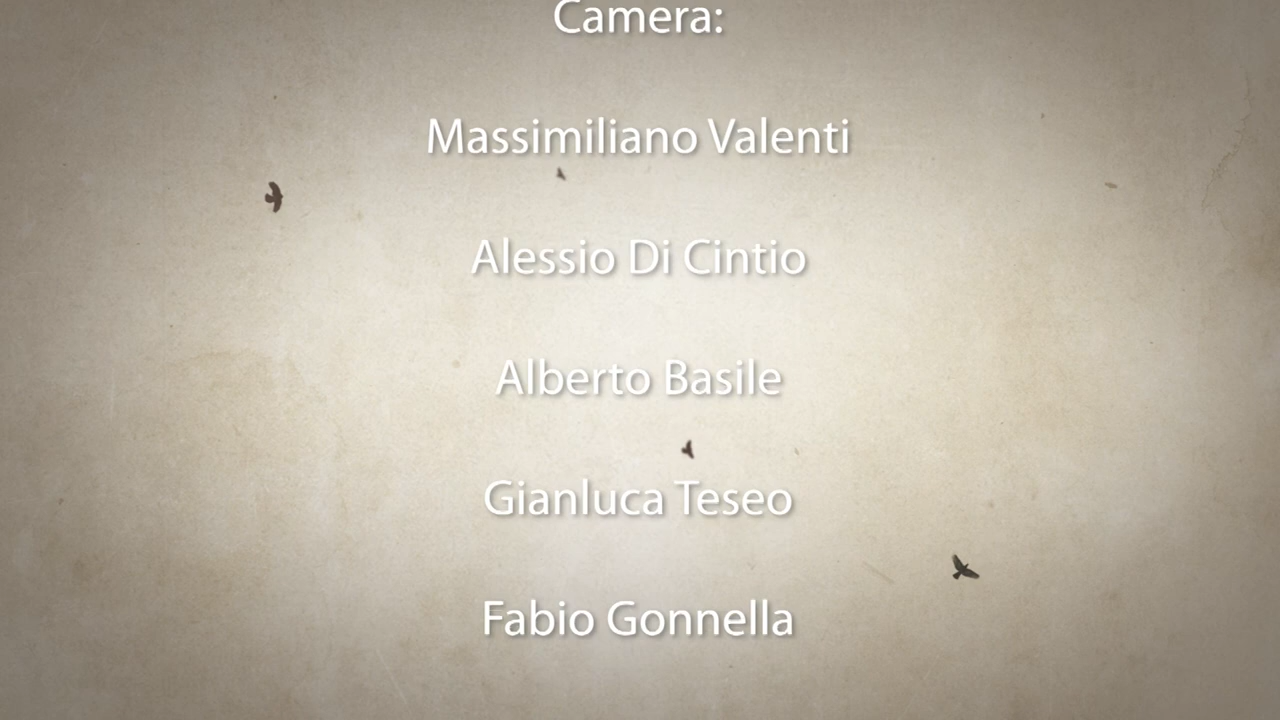 Camera:
Massimiliano Valenti
Alessio Di Cintio
Alberto Basile
Gianluca Teseo
Fabio Gonnella